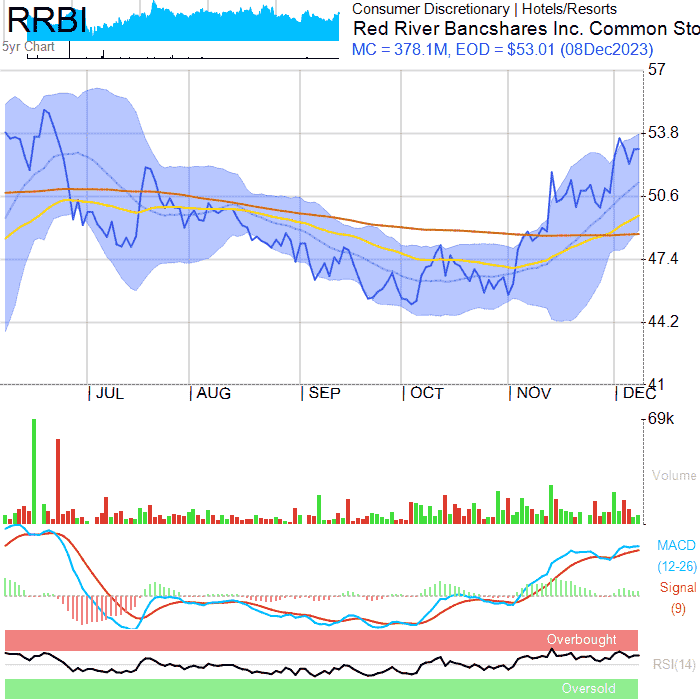 RRBI
5yr Chart
Consumer Discretionary | Hotels/Resorts
Red River Bancshares Inc. Common Sto
MC = 378.1M, EOD = $53.01 (08Dec2023)
57
53.8
50.6
47.4
44.2
41
JUL AUG SEP OCT NOV DEC
69k
Volume
MACD
(12-26)
Signal
(9)
Overbought
RSI(14)
Oversold